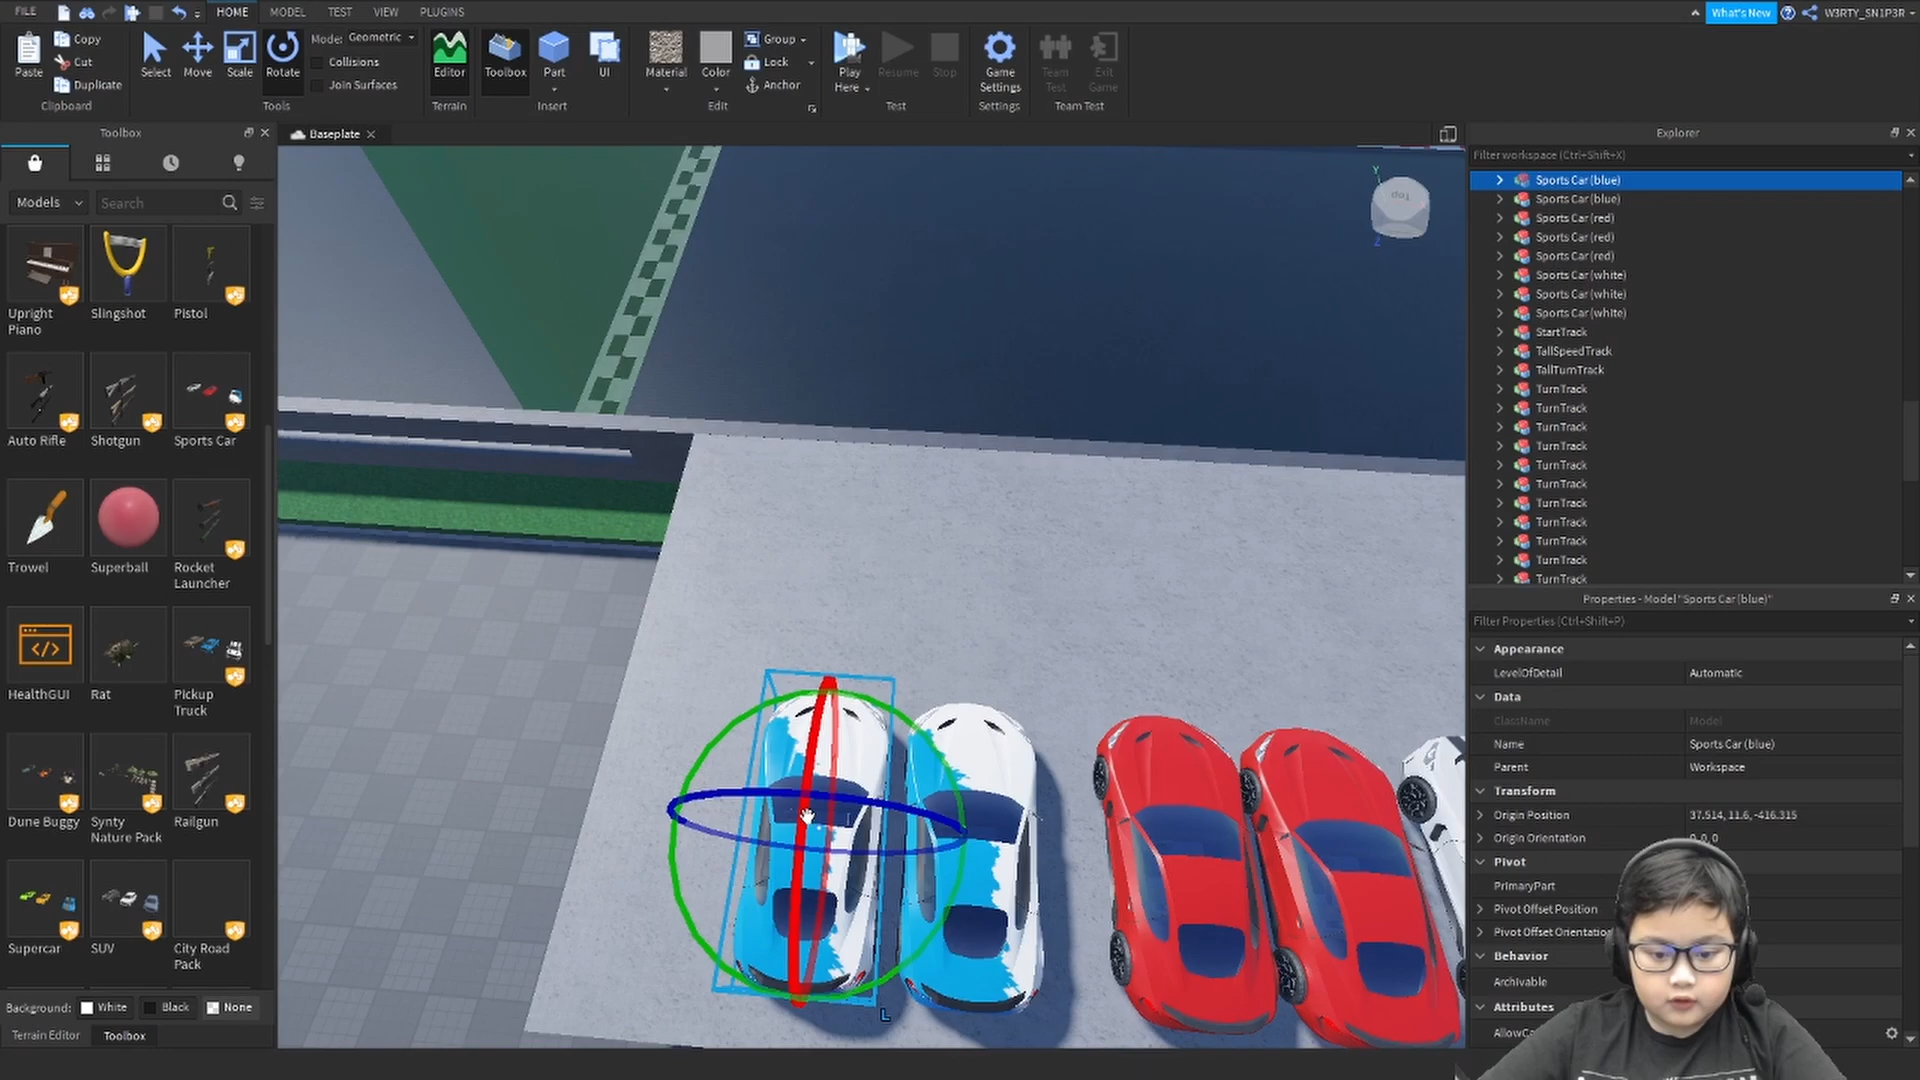 FILE
HOME
MODEL
TEST
VIEW
PLUGINS
What's New
W3RTY_SN1P3R
Paste
Copy
Cut
Duplicate
Clipboard
Select
Move
Scale
Rotate
Mode: Geometric
Collisions
Join Surfaces
Tools
Editor
Terrain
Toolbox
Part
UI
Insert
Material
Color
Group
Lock
Anchor
Edit
Play Here
Resume
Stop
Test
Game Settings
Settings
Team Test
Exit Game
Team Test
Toolbox
Models
Search
Upright Piano
Slingshot
Pistol
Auto Rifle
Shotgun
Sports Car
Trowel
Superball
Rocket Launcher
HealthGUI
Rat
Pickup Truck
Dune Buggy
Synty Nature Pack
Railgun
Supercar
SUV
City Road Pack
Background: White Black None
Terrain Editor
Toolbox
Baseplate
Y
Top
Z
L
Explorer
Filter workspace (Ctrl+Shift+X)
Sports Car (blue)
Sports Car (blue)
Sports Car (red)
Sports Car (red)
Sports Car (red)
Sports Car (white)
Sports Car (white)
Sports Car (white)
StartTrack
TallSpeedTrack
TallTurnTrack
TurnTrack
TurnTrack
TurnTrack
TurnTrack
TurnTrack
TurnTrack
TurnTrack
TurnTrack
TurnTrack
TurnTrack
TurnTrack
Properties - Model "Sports Car (blue)"
Filter Properties (Ctrl+Shift+P)
Appearance
LevelOfDetail Automatic
Data
ClassName Model
Name Sports Car (blue)
Parent Workspace
Transform
Origin Position 37.514, 11.6, -416.315
Origin Orientation 0, 0, 0
Pivot
PrimaryPart
Pivot Offset Position
Pivot Offset Orientatio
Behavior
Archivable
Attributes